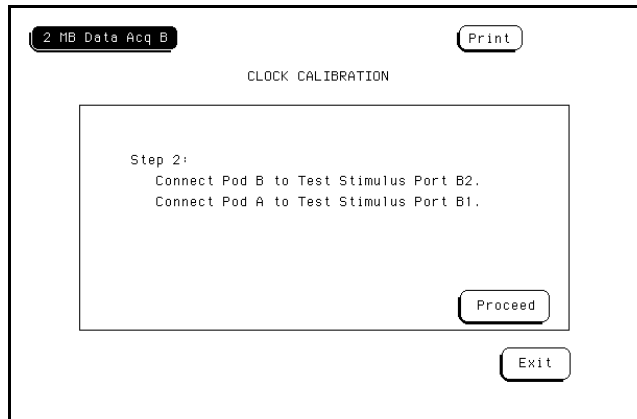 2 MB Data Acq B
Print
CLOCK CALIBRATION
Step 2:
Connect Pod B to Test Stimulus Port B2.
Connect Pod A to Test Stimulus Port B1.
Proceed
Exit